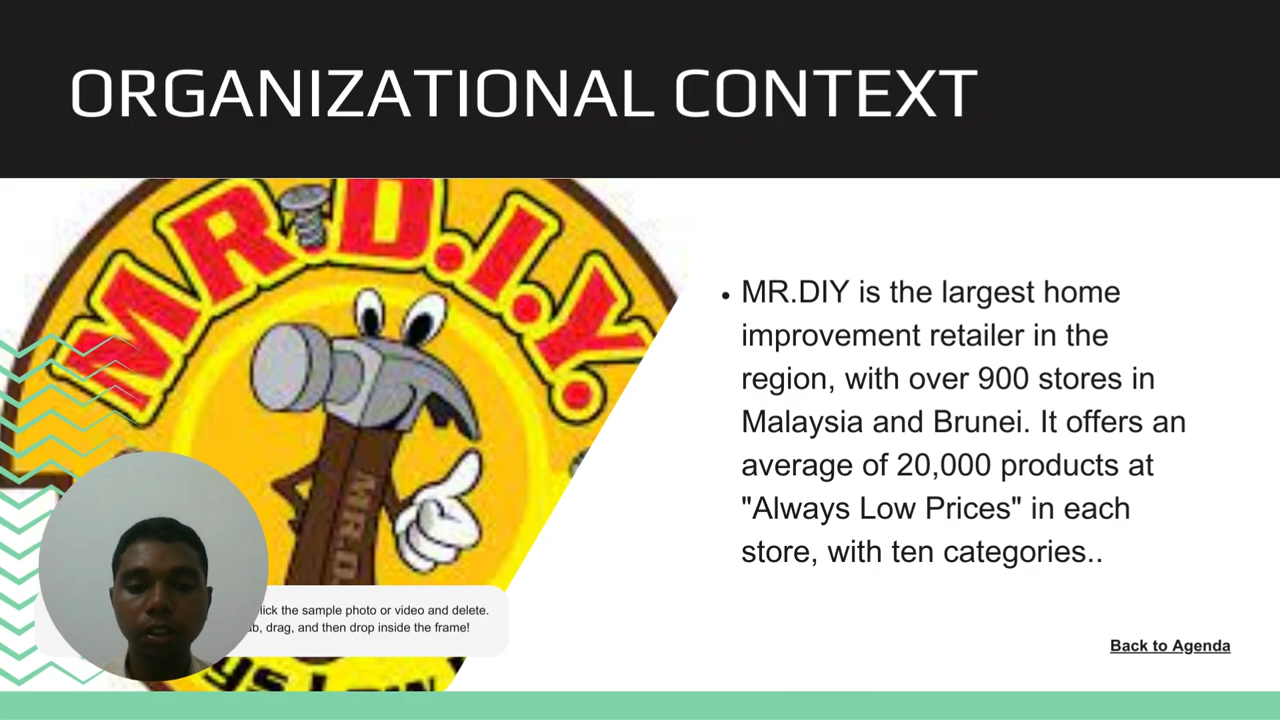 ORGANIZATIONAL CONTEXT
MR.D.I.Y.
MR.D.
MR.DIY is the largest home
improvement retailer in the
region, with over 900 stores in
Malaysia and Brunei. It offers an
average of 20,000 products at
"Always Low Prices" in each
store, with ten categories..
the sample photo or video and delete.
drag, and then drop inside the frame!
Back to Agenda